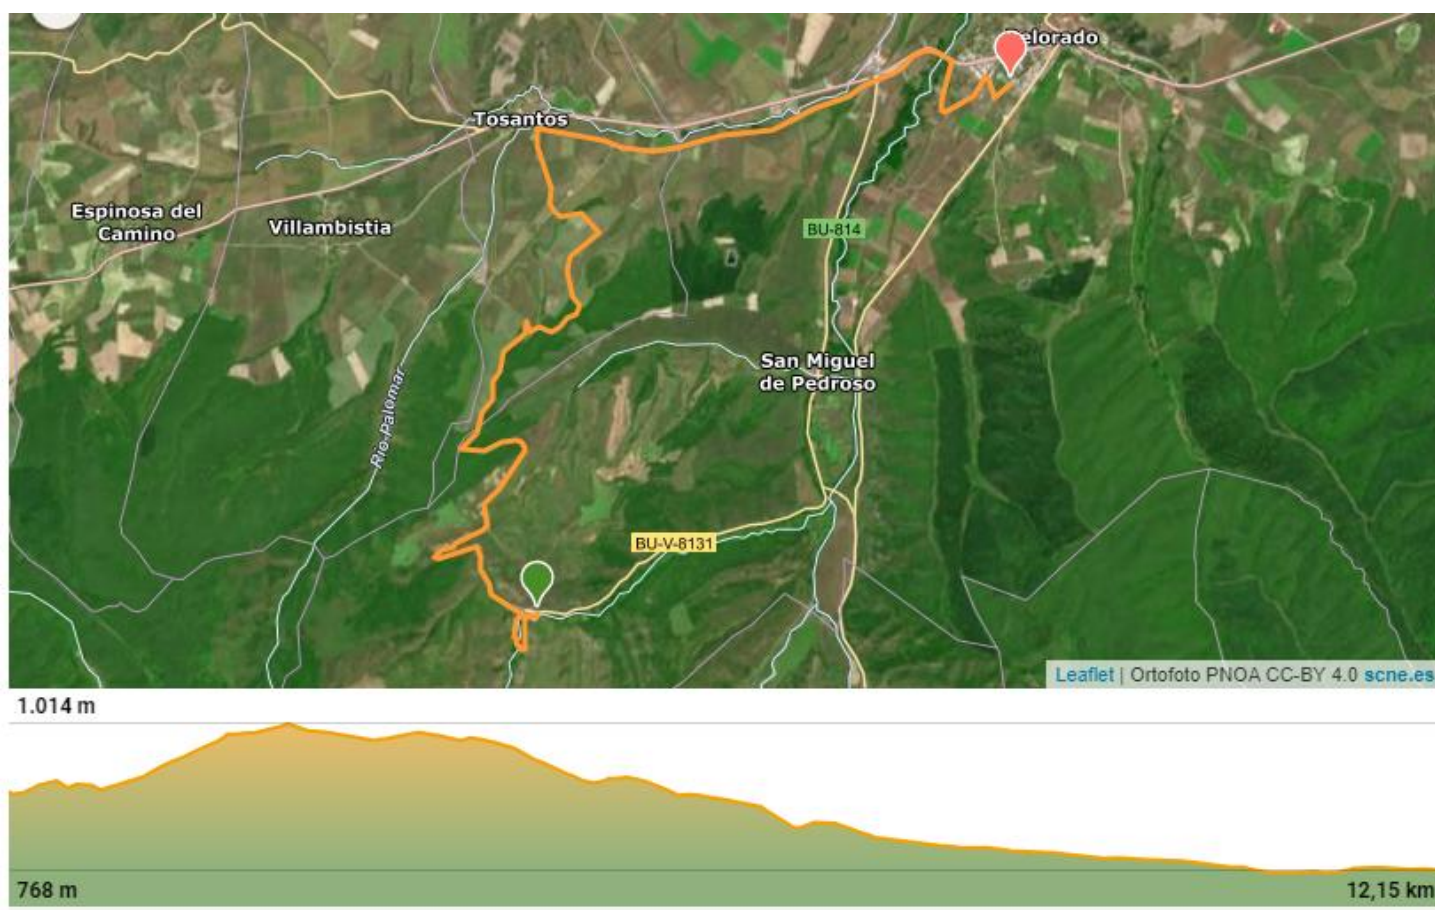 elorado
Tosantos
Espinosa del
Camino
Villambistia
BU-814
Río-Palomar
San Miguel
de Pedroso
BU-V-8131
Leaflet | Ortofoto PNOA CC-BY 4.0 scne.es
1.014 m
768 m
12,15 km